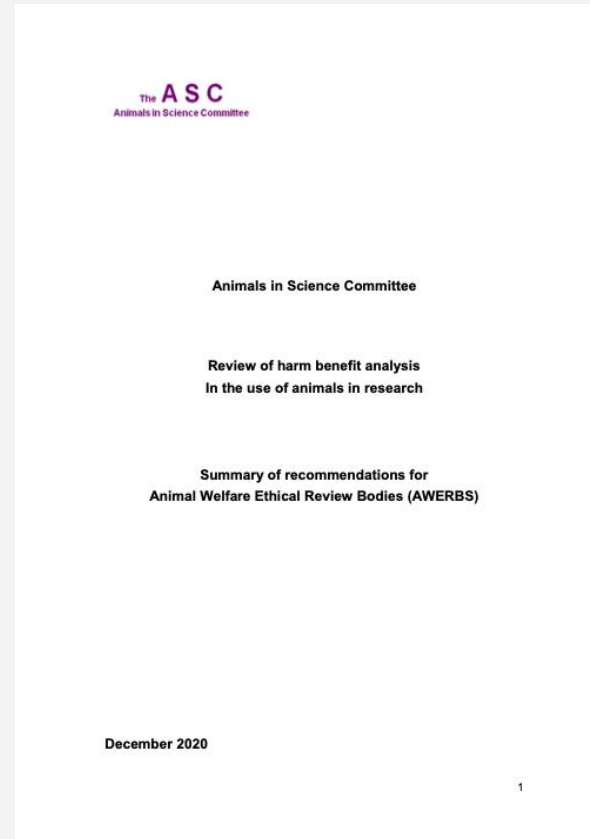 The ASC
Animals in Science Committee
Animals in Science Committee
Review of harm benefit analysis
In the use of animals in research
Summary of recommendations for
Animal Welfare Ethical Review Bodies (AWERBS)
December 2020
1